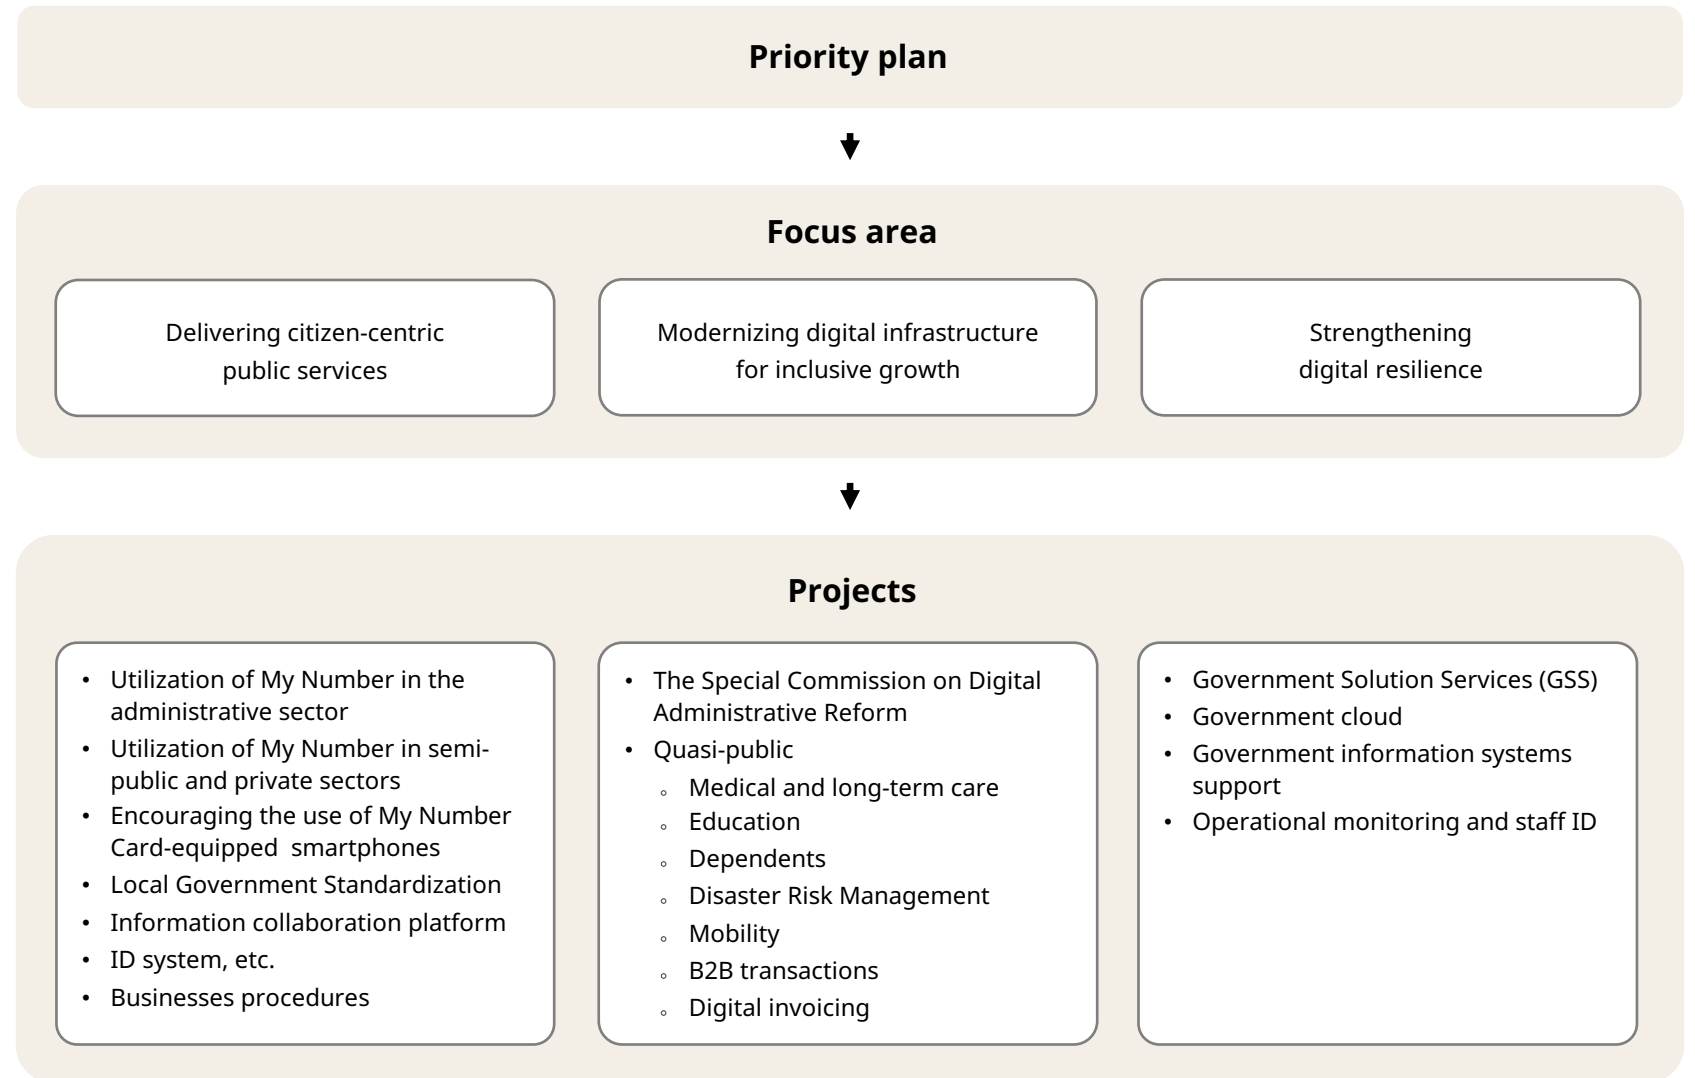 Priority plan
Focus area
Delivering citizen-centric
public services
Modernizing digital infrastructure
for inclusive growth
Strengthening
digital resilience
Projects
• Utilization of My Number in the
administrative sector
• Utilization of My Number in semi-
public and private sectors
• Encouraging the use of My Number
Card-equipped  smartphones
• Local Government Standardization
• Information collaboration platform
• ID system, etc.
• Businesses procedures
• The Special Commission on Digital
Administrative Reform
• Quasi-public
◦ Medical and long-term care
◦ Education
◦ Dependents
◦ Disaster Risk Management
◦ Mobility
◦ B2B transactions
◦ Digital invoicing
• Government Solution Services (GSS)
• Government cloud
• Government information systems
support
• Operational monitoring and staff ID